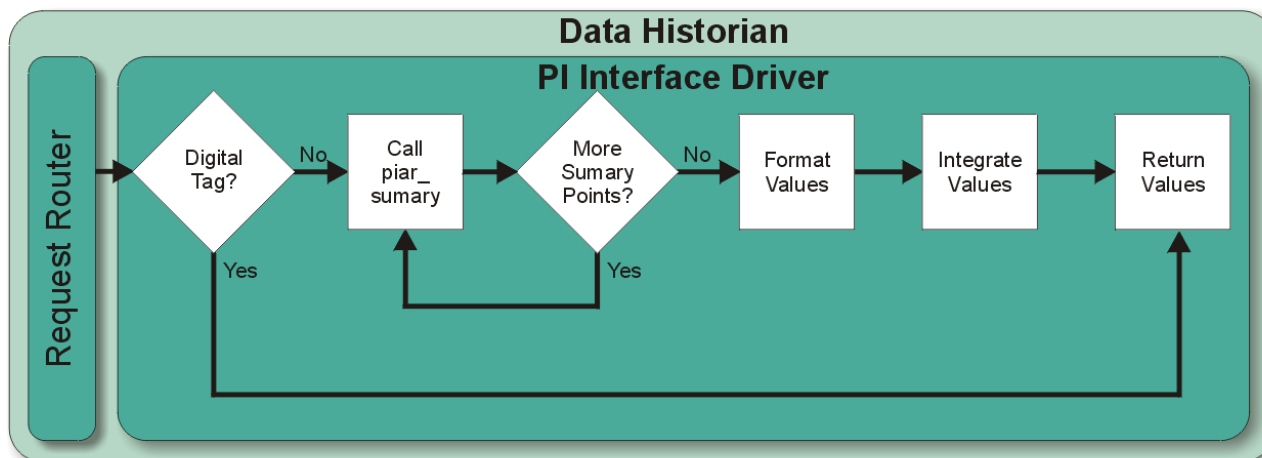 Data Historian
PI Interface Driver
Request Router
Digital
Tag?
No
Yes
Call
piar_
sumary
More
Sumary
Points?
No
Yes
Format
Values
Integrate
Values
Return
Values